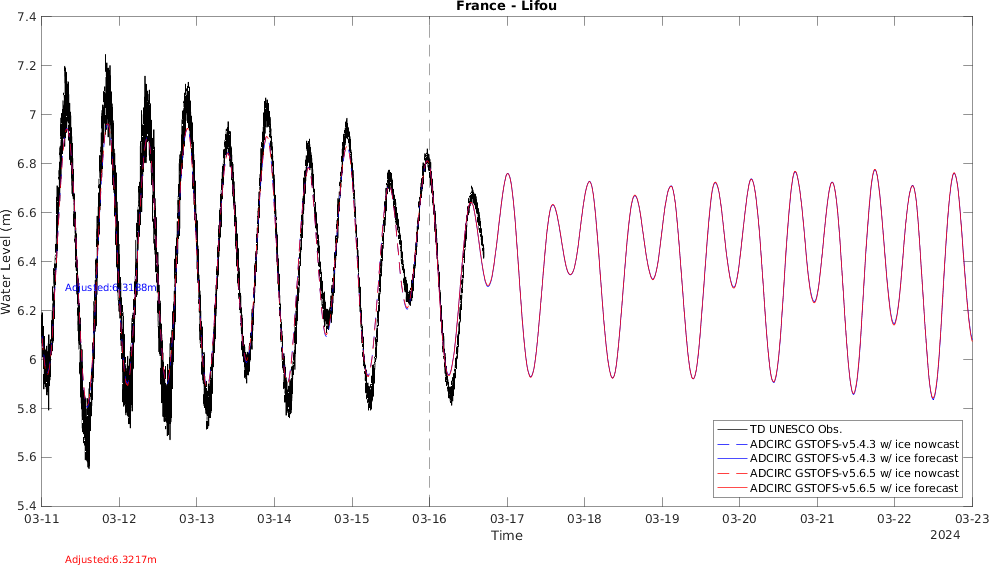 France - Lifou
7.4
7.2
7
6.8
6.6
6.4
6.2
6
5.8
5.6
5.4
Water Level (m)
Adjusted:6.3188m
TD UNESCO Obs.
ADCIRC GSTOFS-v5.4.3 w/ ice nowcast
ADCIRC GSTOFS-v5.4.3 w/ ice forecast
ADCIRC GSTOFS-v5.6.5 w/ ice nowcast
ADCIRC GSTOFS-v5.6.5 w/ ice forecast
03-11 03-12 03-13 03-14 03-15 03-16 03-17 03-18 03-19 03-20 03-21 03-22 03-23
Time
2024
Adjusted:6.3217m